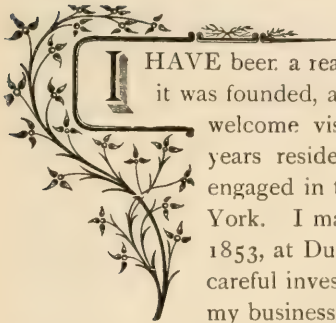 I HAVE beer. a rea
it was founded, a
welcome vis
years reside
engaged in t
York. I ma
1853, at Du
careful inves
my business